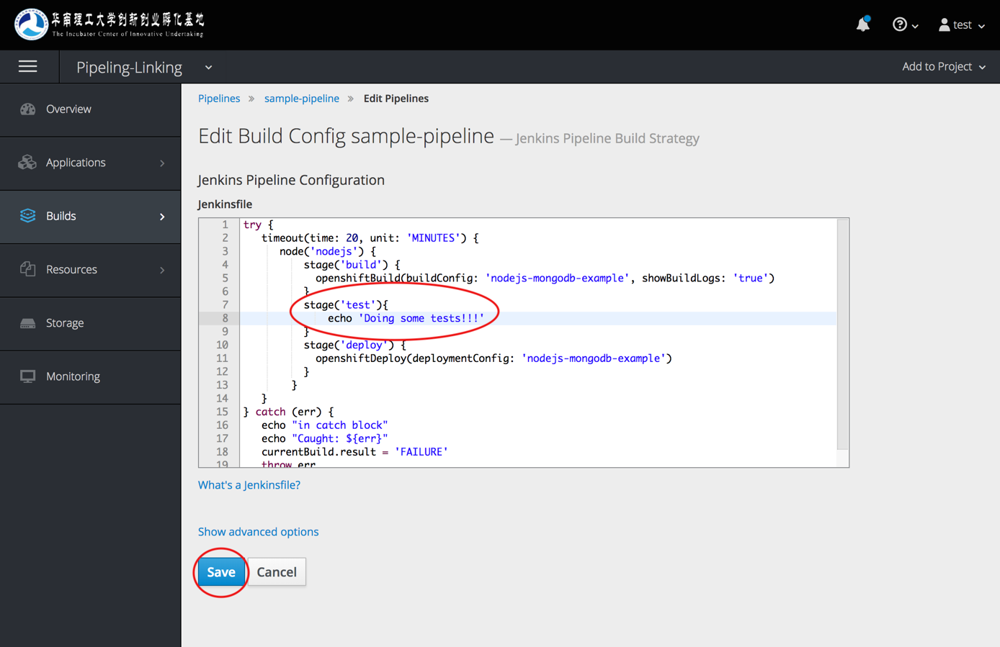 华南理工大学创新创业孵化基地
The Incubator Center of Innovative Undertaking
test
Pipeling-Linking
Add to Project
Overview
Applications
Builds
Resources
Storage
Monitoring
Pipelines » sample-pipeline » Edit Pipelines
Edit Build Config sample-pipeline — Jenkins Pipeline Build Strategy
Jenkins Pipeline Configuration
Jenkinsfile
1 try {
2 timeout(time: 20, unit: 'MINUTES') {
3 node('nodejs') {
4 stage('build') {
5 openshiftBuild(buildConfig: 'nodejs-mongodb-example', showBuildLogs: 'true')
6 }
7 stage('test'){
8 echo 'Doing some tests!!!'
9 }
10 stage('deploy') {
11 openshiftDeploy(deploymentConfig: 'nodejs-mongodb-example')
12 }
13 }
14 }
15 } catch (err) {
16 echo "in catch block"
17 echo "Caught: ${err}"
18 currentBuild.result = 'FAILURE'
19 throw err
What's a Jenkinsfile?
Show advanced options
Save Cancel